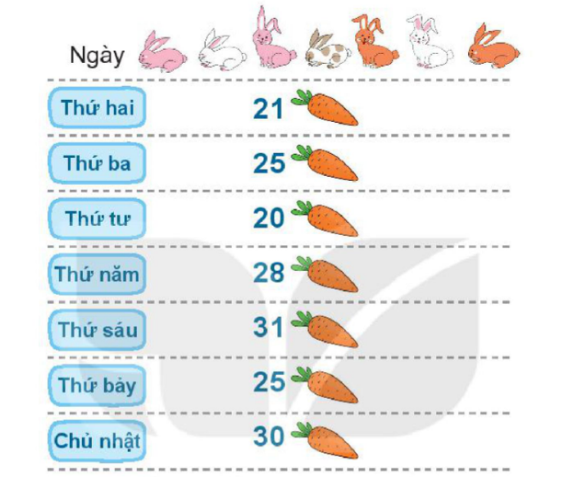 Ngày
Thứ hai 21
Thứ ba 25
Thứ tư 20
Thứ năm 28
Thứ sáu 31
Thứ bảy 25
Chủ nhật 30